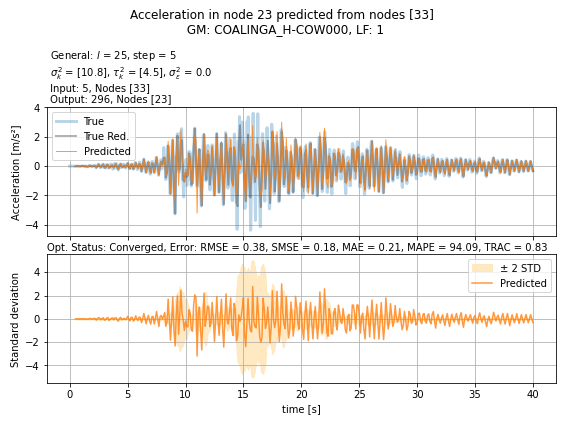 Acceleration in node 23 predicted from nodes [33]
GM: COALINGA_H-COW000, LF: 1
General: l = 25, step = 5
σ²ₖ = [10.8], τ²ₖ = [4.5], σ²ₜ = 0.0
Input: 5, Nodes [33]
Output: 296, Nodes [23]
Acceleration [m/s²]
4
2
0
−2
−4
True
True Red.
Predicted
Opt. Status: Converged, Error: RMSE = 0.38, SMSE = 0.18, MAE = 0.21, MAPE = 94.09, TRAC = 0.83
Standard deviation
4
2
0
−2
−4
± 2 STD
Predicted
0 5 10 15 20 25 30 35 40
time [s]